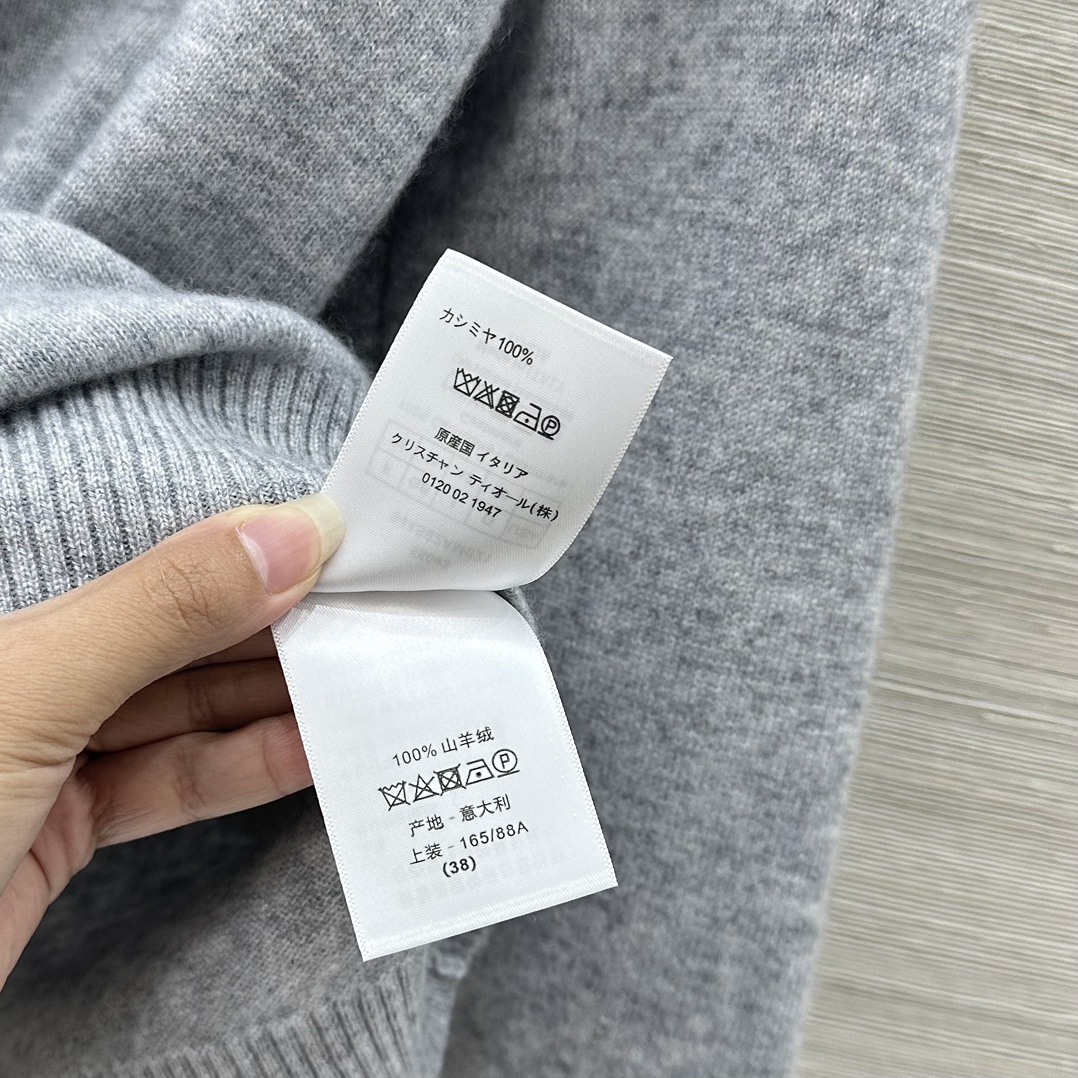 カシミヤ100%
P
原産国 イタリア
クリスチャン ディオール(株)
0120 02 1947
100% 山羊绒
P
产地 - 意大利
上装 - 165/88A
(38)